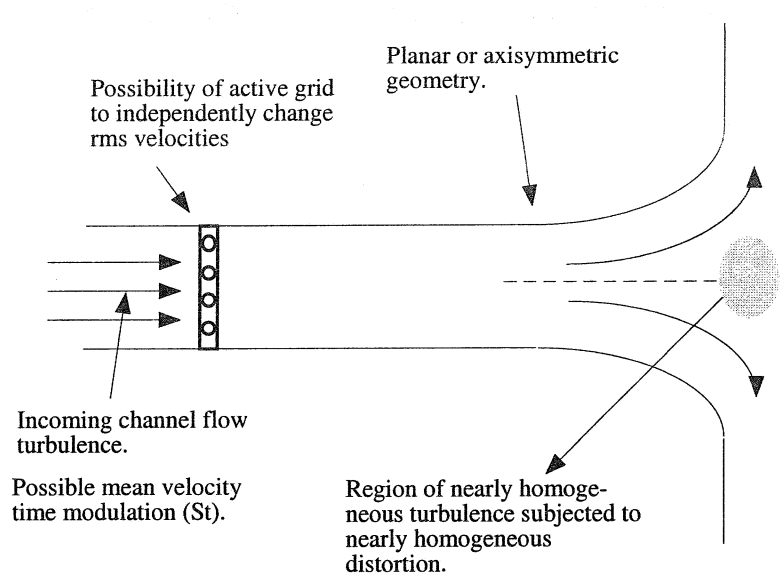 Planar or axisymmetric
geometry.
Possibility of active grid
to independently change
rms velocities
Incoming channel flow
turbulence.
Possible mean velocity
time modulation (St).
Region of nearly homoge-
neous turbulence subjected to
nearly homogeneous
distortion.